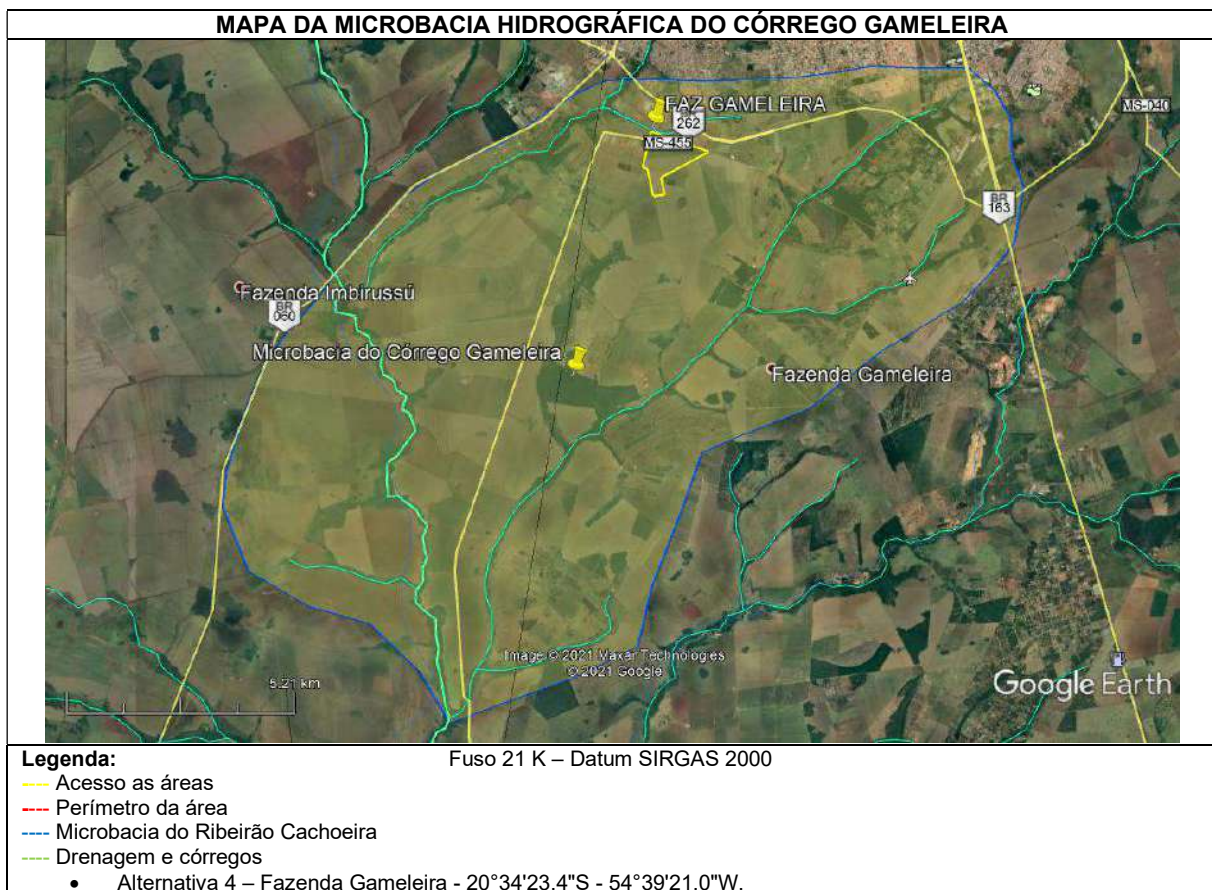 MAPA DA MICROBACIA HIDROGRÁFICA DO CÓRREGO GAMELEIRA
FAZ GAMELEIRA
BR
262
MS-455
MS-040
BR
163
Fazenda Imbirussú
BR
060
Microbacia do Córrego Gameleira
Fazenda Gameleira
Image © 2021 Maxar Technologies
© 2021 Google
5.21 km
Google Earth
Legenda:
Fuso 21 K – Datum SIRGAS 2000
---- Acesso as áreas
---- Perímetro da área
---- Microbacia do Ribeirão Cachoeira
---- Drenagem e córregos
• Alternativa 4 – Fazenda Gameleira - 20°34'23.4"S - 54°39'21.0"W.